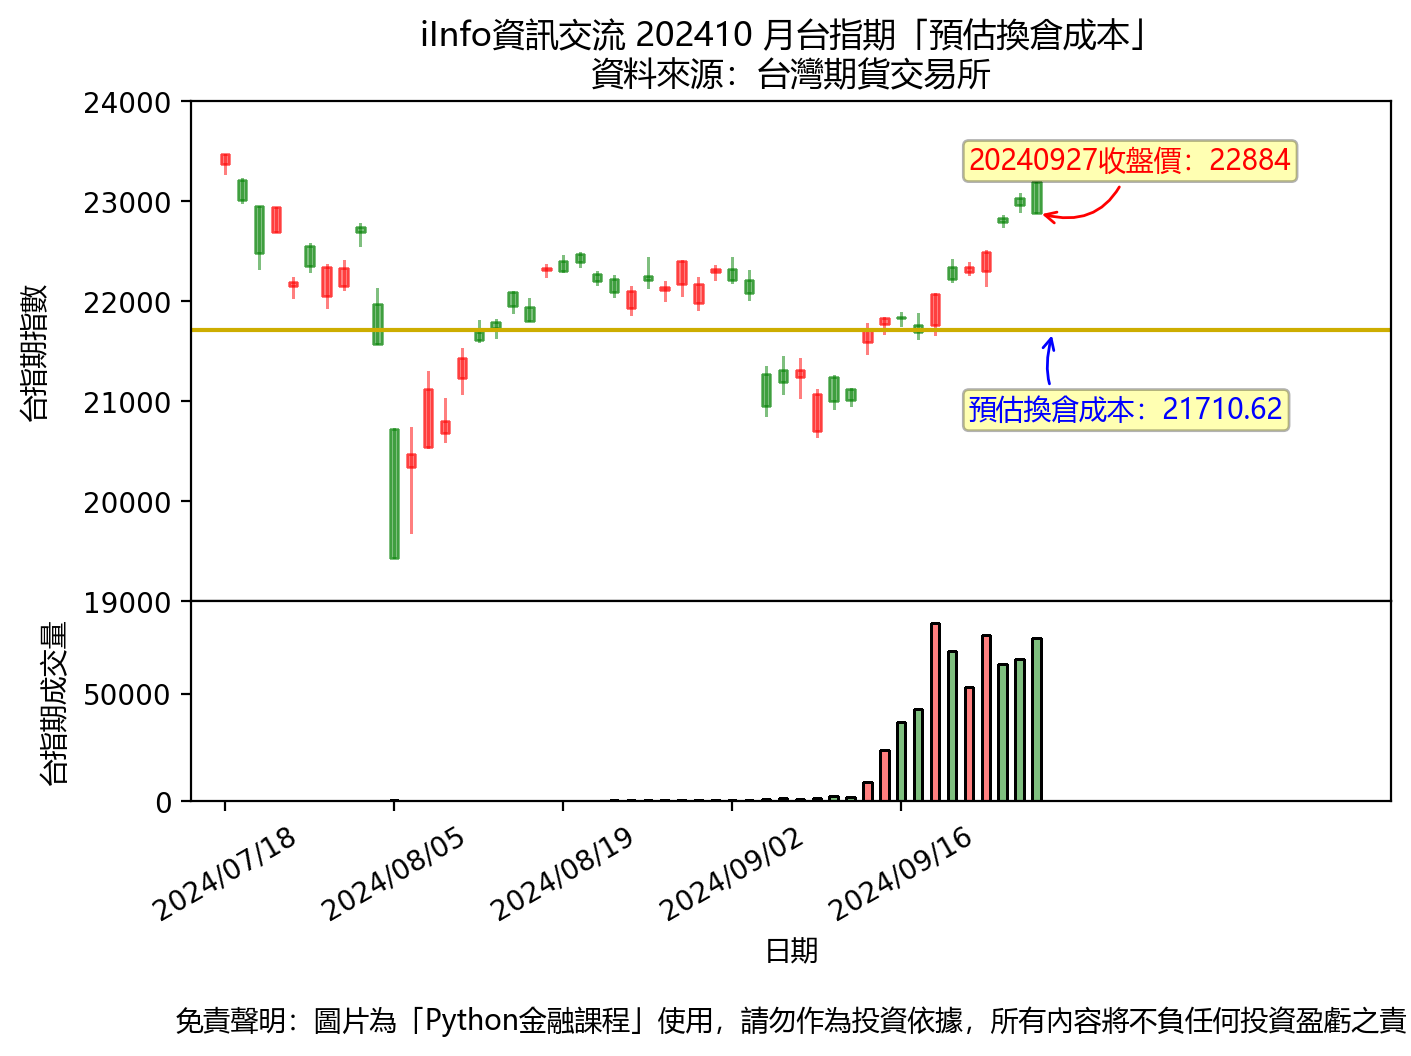 iInfo資訊交流 202410 月台指期「預估換倉成本」
資料來源：台灣期貨交易所
24000
23000
22000
21000
20000
19000
台指期指數
20240927收盤價：22884
預估換倉成本：21710.62
50000
0
台指期成交量
2024/07/18
2024/08/05
2024/08/19
2024/09/02
2024/09/16
日期
免責聲明：圖片為「Python金融課程」使用，請勿作為投資依據，所有內容將不負任何投資盈虧之責